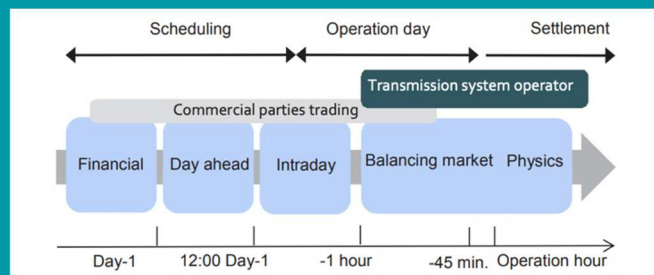 Scheduling Operation day Settlement
Transmission system operator
Commercial parties trading
Financial Day ahead Intraday Balancing market Physics
Day-1 12:00 Day-1 -1 hour -45 min. Operation hour